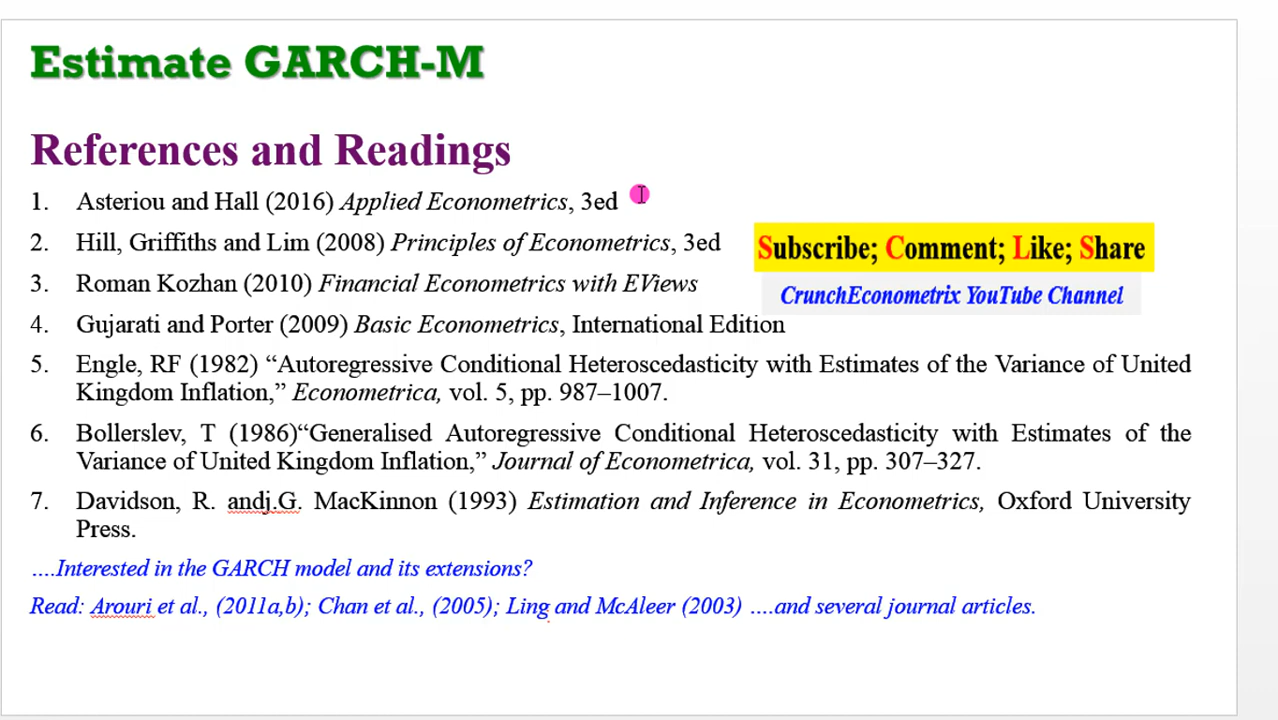 Estimate GARCH-M
References and Readings
1. Asteriou and Hall (2016) Applied Econometrics, 3ed
2. Hill, Griffiths and Lim (2008) Principles of Econometrics, 3ed
Subscribe; Comment; Like; Share
3. Roman Kozhan (2010) Financial Econometrics with EViews
CrunchEconometrix YouTube Channel
4. Gujarati and Porter (2009) Basic Econometrics, International Edition
5. Engle, RF (1982) “Autoregressive Conditional Heteroscedasticity with Estimates of the Variance of United
Kingdom Inflation,” Econometrica, vol. 5, pp. 987–1007.
6. Bollerslev, T (1986)“Generalised Autoregressive Conditional Heteroscedasticity with Estimates of the
Variance of United Kingdom Inflation,” Journal of Econometrica, vol. 31, pp. 307–327.
7. Davidson, R. andj.G. MacKinnon (1993) Estimation and Inference in Econometrics, Oxford University
Press.
....Interested in the GARCH model and its extensions?
Read: Arouri et al., (2011a,b); Chan et al., (2005); Ling and McAleer (2003) ....and several journal articles.